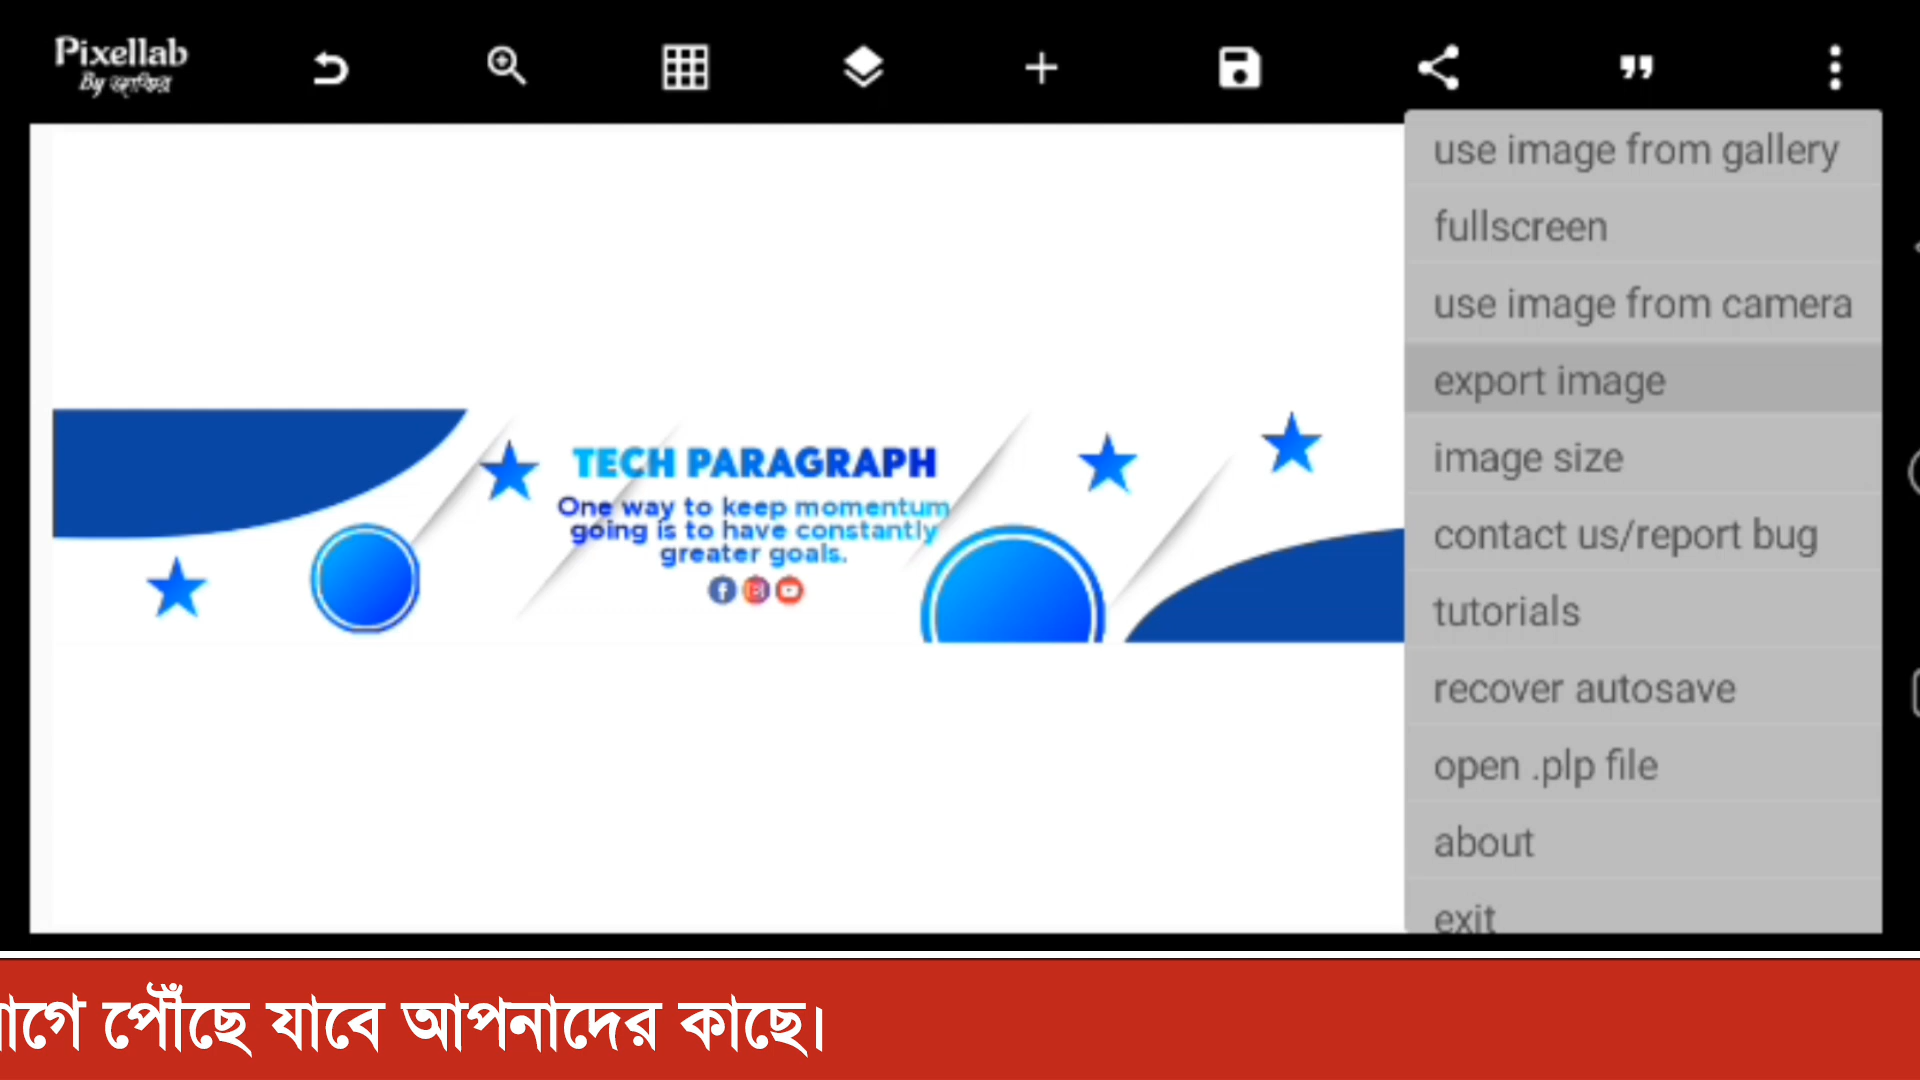 Pixellab
By
use image from gallery
fullscreen
use image from camera
export image
image size
contact us/report bug
tutorials
recover autosave
open .plp file
about
exit
TECH PARAGRAPH
One way to keep momentum
going is to have constantly
greater goals.
পৌঁছে যাবে আপনাদের কাছে।